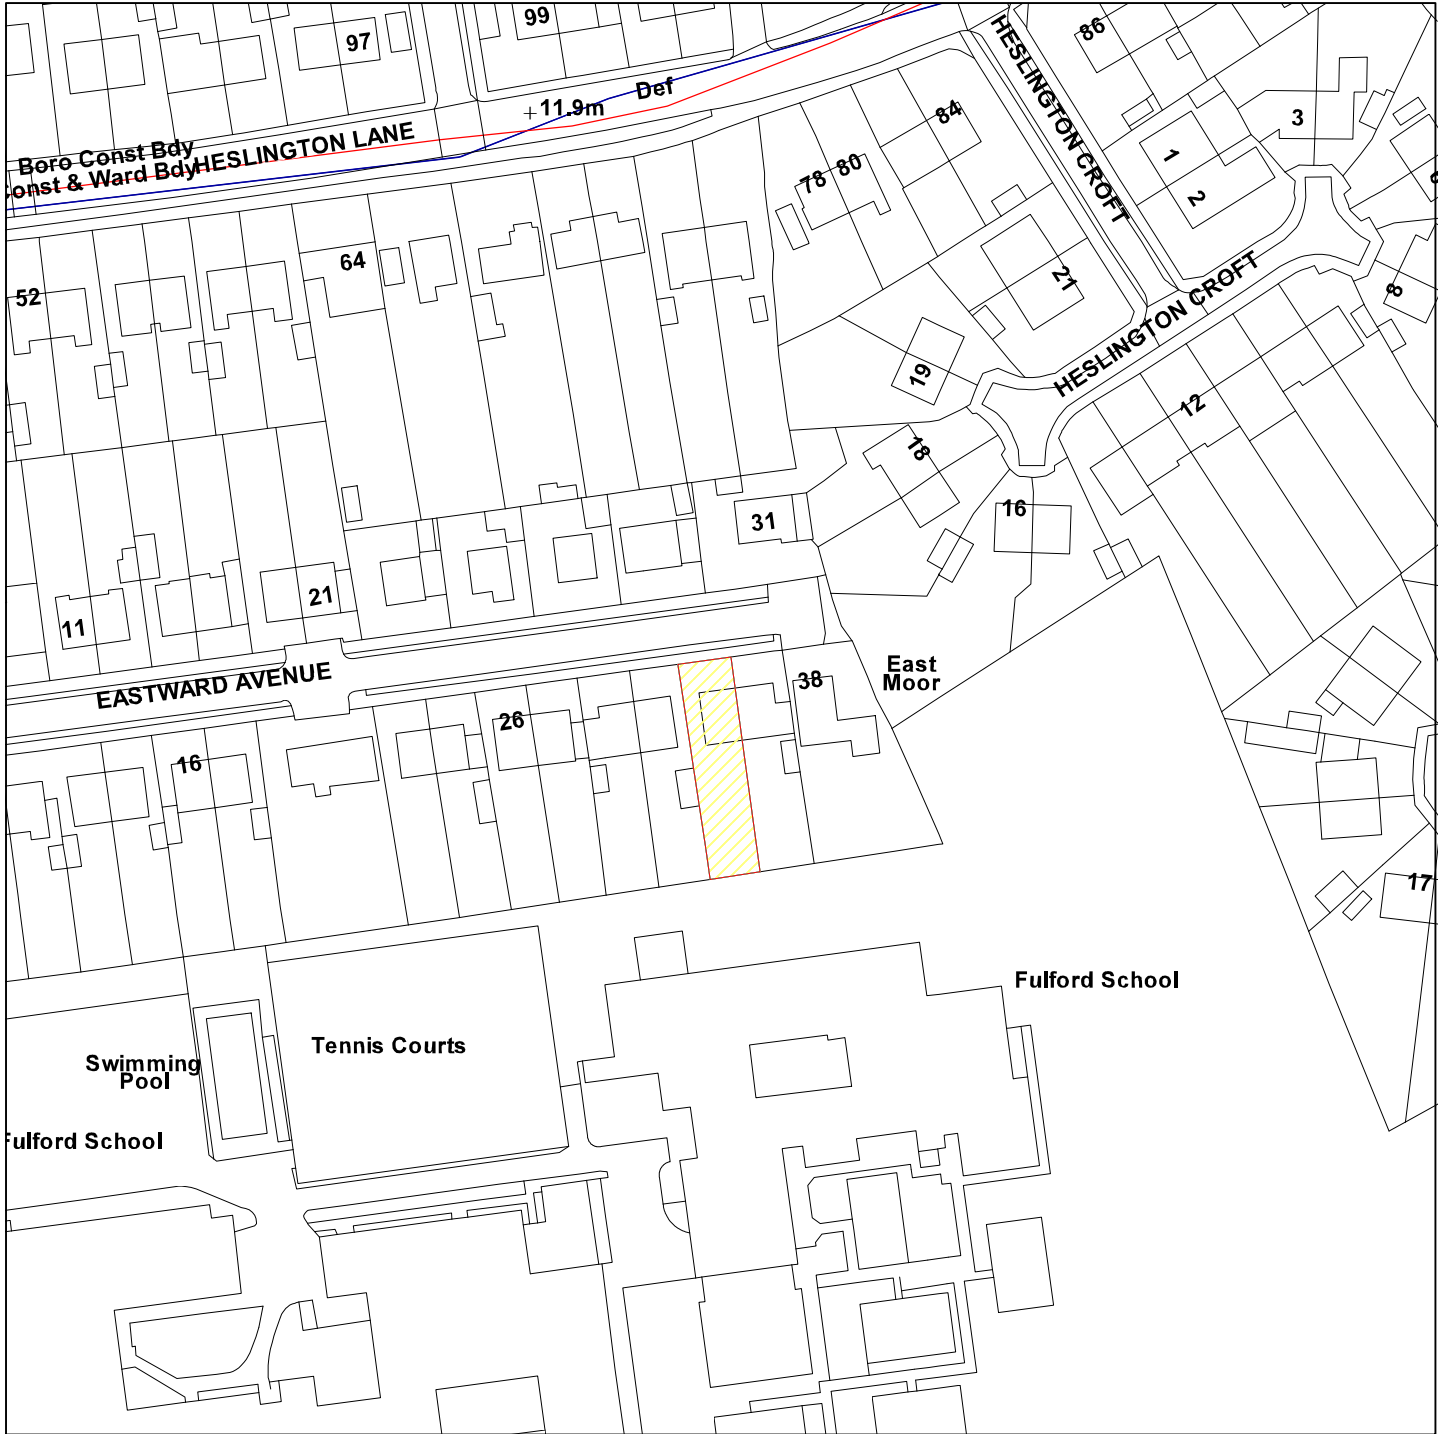 99
97
86
HESLINGTON CROFT
Def
+11.9m
HESLINGTON LANE
Boro Const Bdy
Const & Ward Bdy
84
80
78
3
1
2
64
52
21
8
HESLINGTON CROFT
19
12
18
16
31
21
11
EASTWARD AVENUE
East
Moor
38
26
16
17
Fulford School
Tennis Courts
Swimming
Pool
Fulford School